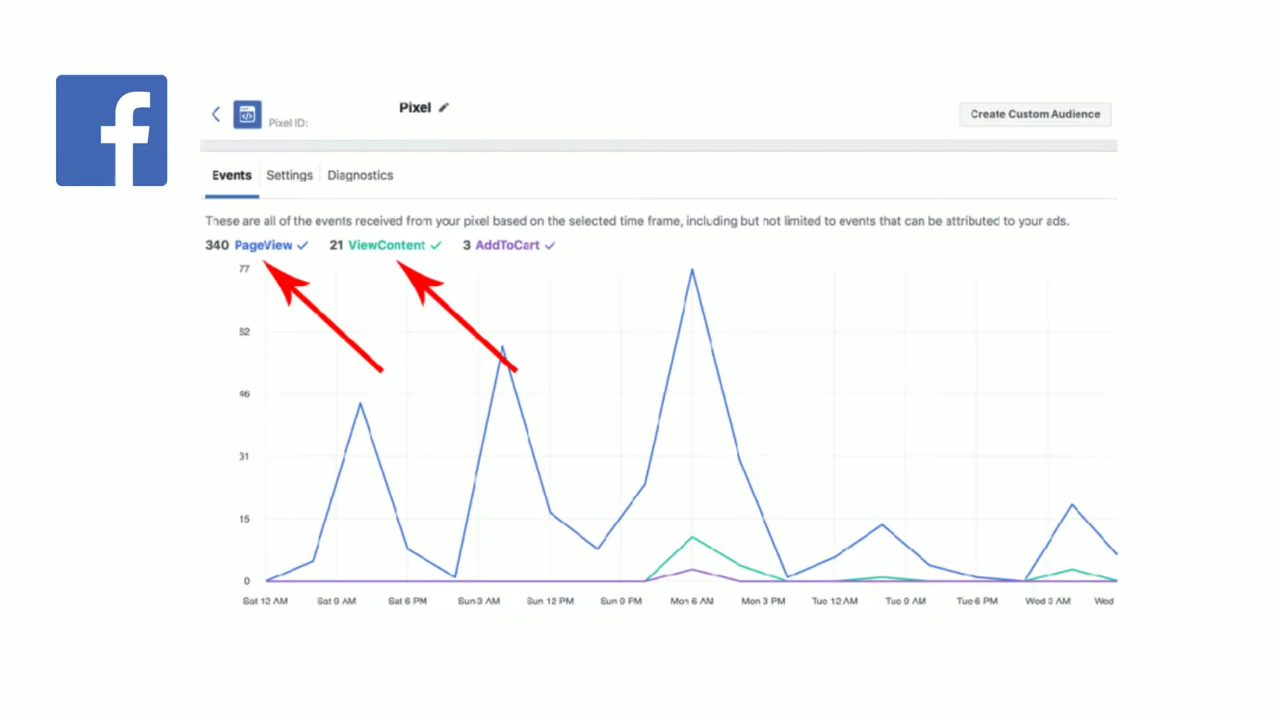 Pixel
Create Custom Audience
Pixel ID:
Events Settings Diagnostics
These are all of the events received from your pixel based on the selected time frame, including but not limited to events that can be attributed to your ads.
340 PageView 21 ViewContent 3 AddToCart
77
62
46
31
15
0
Sat 12 AM Sat 9 AM Sat 6 PM Sun 3 AM Sun 12 PM Sun 9 PM Mon 6 AM Mon 3 PM Tue 12 AM Tue 9 AM Tue 6 PM Wed 3 AM Wed